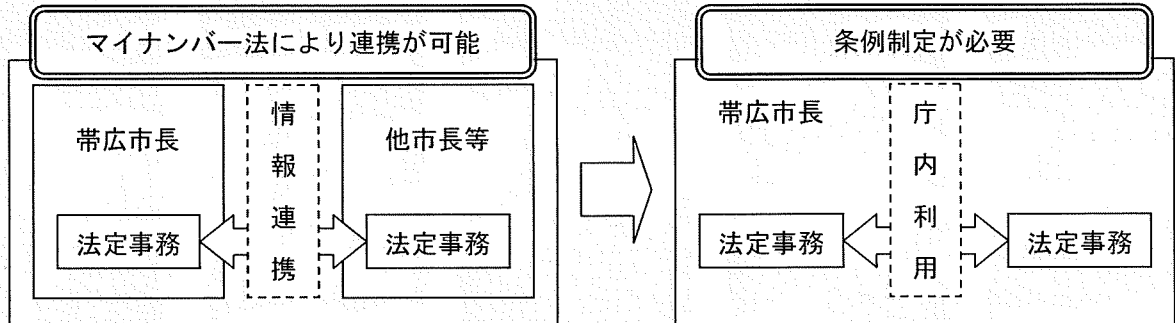 マイナンバー法により連携が可能
帯広市長
情報連携
他市長等
法定事務
法定事務
条例制定が必要
帯広市長
庁内利用
法定事務
法定事務